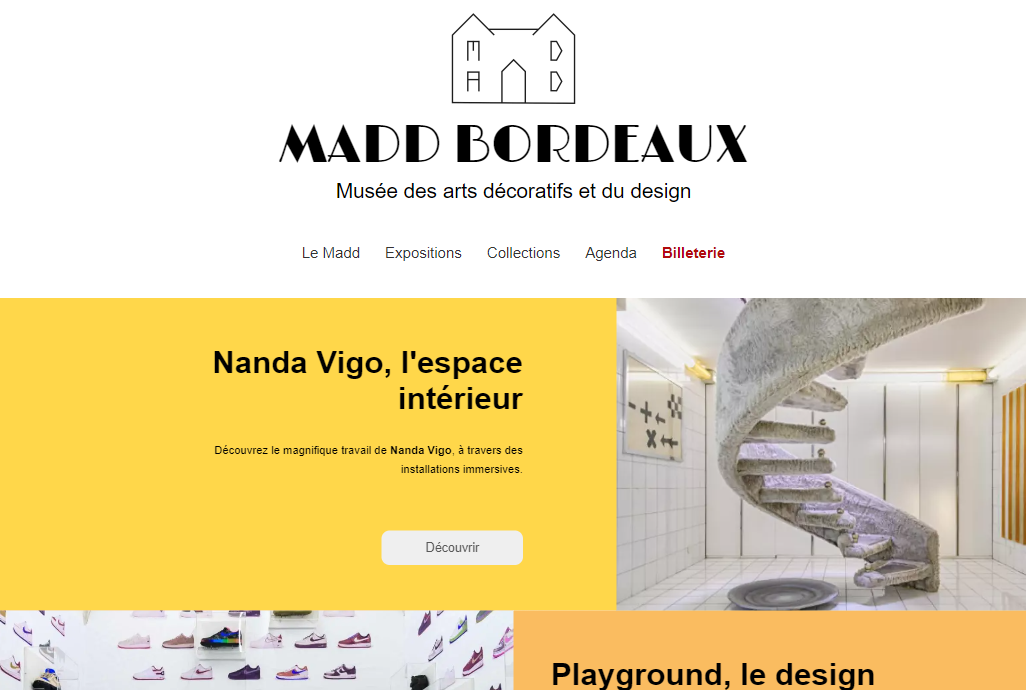 M D
A D
MADD BORDEAUX
Musée des arts décoratifs et du design
Le Madd Expositions Collections Agenda Billeterie
Nanda Vigo, l'espace
intérieur
Découvrez le magnifique travail de Nanda Vigo, à travers des
installations immersives.
Découvrir
Playground, le design